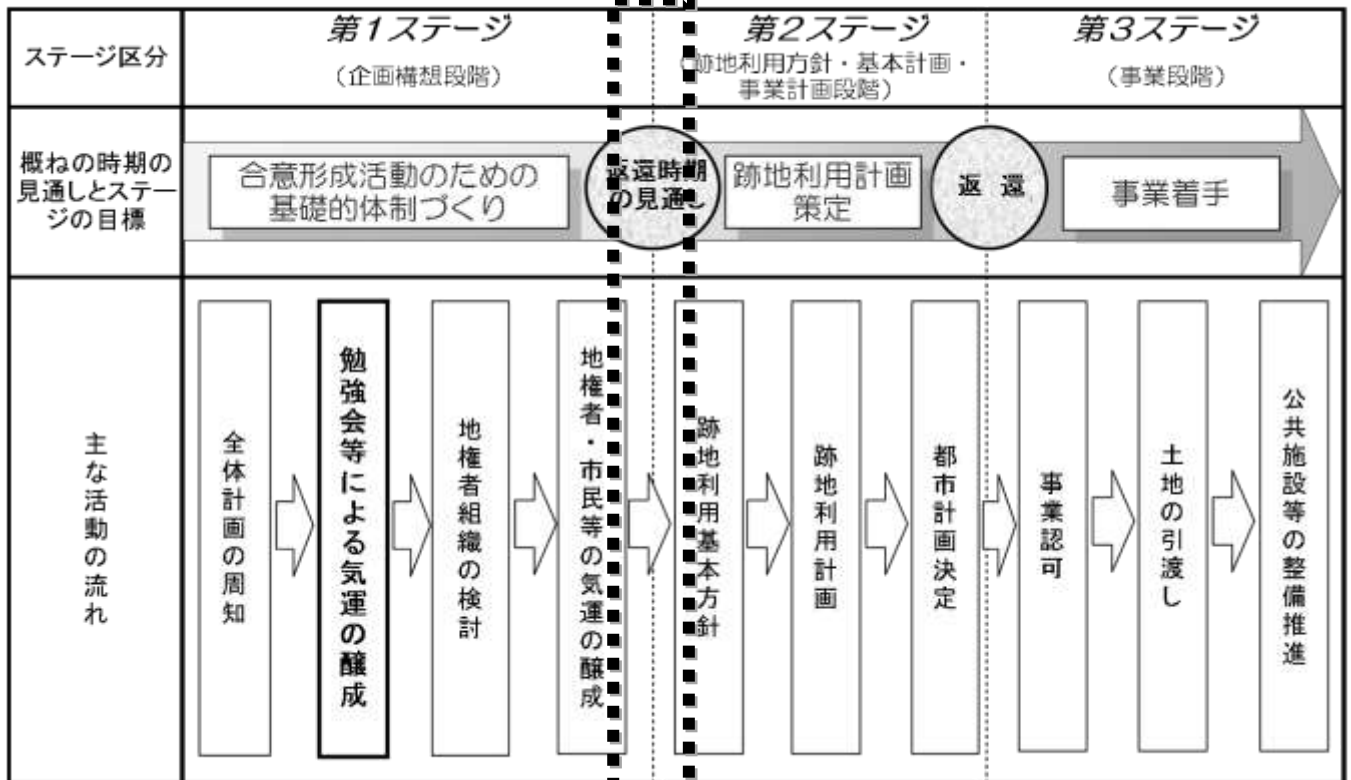 ステージ区分
第1ステージ
（企画構想段階）
第2ステージ
（跡地利用方針・基本計画・
事業計画段階）
第3ステージ
（事業段階）
概ねの時期の
見通しとステー
ジの目標
合意形成活動のための
基礎的体制づくり
返還時期
の見通し
跡地利用計画
策定
返還
事業着手
主な活動の流れ
全体計画の周知
勉強会等による気運の醸成
地権者組織の検討
地権者・市民等の気運の醸成
跡地利用基本方針
跡地利用計画
都市計画決定
事業認可
土地の引渡し
公共施設等の整備推進